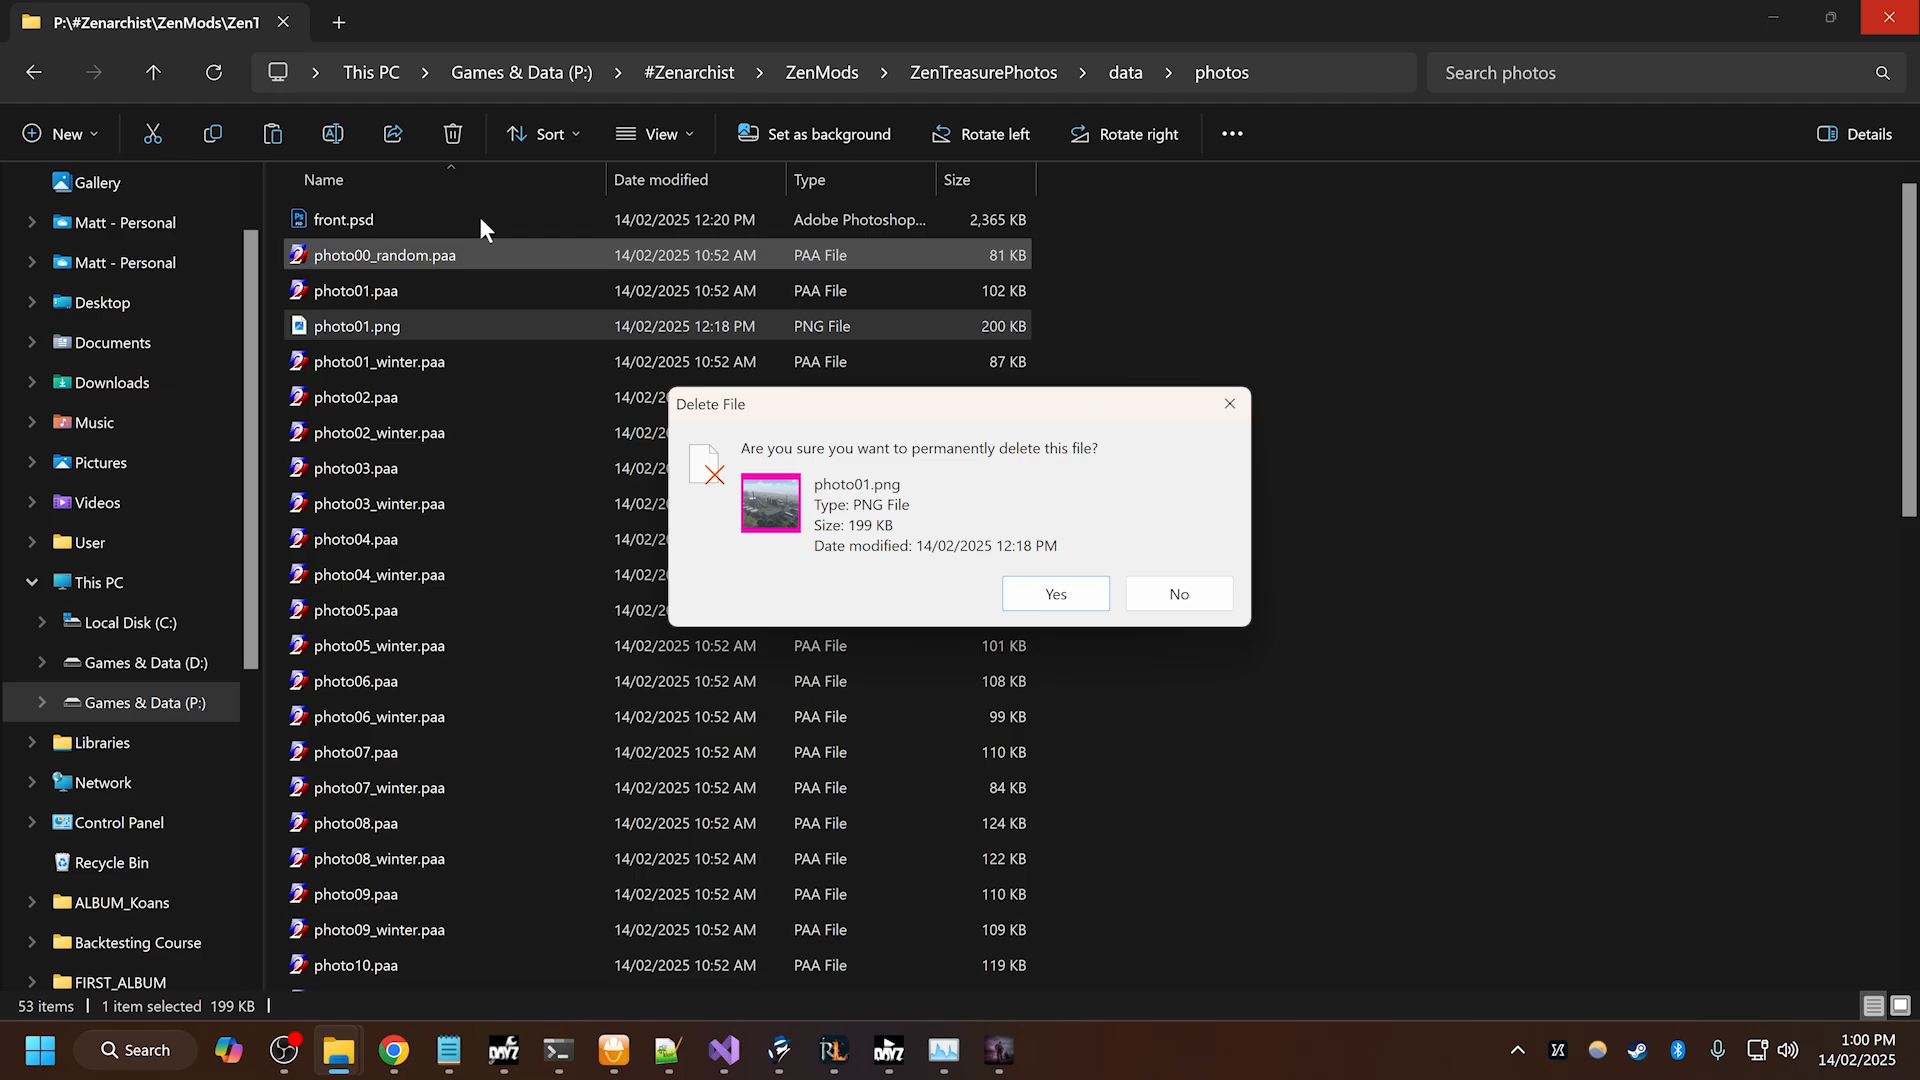 P:\#Zenarchist\ZenMods\ZenT
This PC
Games & Data (P:)
#Zenarchist
ZenMods
ZenTreasurePhotos
data
photos
Search photos
New
Sort
View
Set as background
Rotate left
Rotate right
Details
Name Date modified Type Size
Gallery
Matt - Personal
Matt - Personal
Desktop
Documents
Downloads
Music
Pictures
Videos
User
This PC
Local Disk (C:)
Games & Data (D:)
Games & Data (P:)
Libraries
Network
Control Panel
Recycle Bin
ALBUM_Koans
Backtesting Course
FIRST_ALBUM
front.psd 14/02/2025 12:20 PM Adobe Photoshop... 2,365 KB
photo00_random.paa 14/02/2025 10:52 AM PAA File 81 KB
photo01.paa 14/02/2025 10:52 AM PAA File 102 KB
photo01.png 14/02/2025 12:18 PM PNG File 200 KB
photo01_winter.paa 14/02/2025 10:52 AM PAA File 87 KB
photo02.paa 14/02/2
photo02_winter.paa 14/02/2
photo03.paa 14/02/2
photo03_winter.paa 14/02/2
photo04.paa 14/02/2
photo04_winter.paa 14/02/2
photo05.paa 14/02/2
photo05_winter.paa 14/02/2025 10:52 AM PAA File 101 KB
photo06.paa 14/02/2025 10:52 AM PAA File 108 KB
photo06_winter.paa 14/02/2025 10:52 AM PAA File 99 KB
photo07.paa 14/02/2025 10:52 AM PAA File 110 KB
photo07_winter.paa 14/02/2025 10:52 AM PAA File 84 KB
photo08.paa 14/02/2025 10:52 AM PAA File 124 KB
photo08_winter.paa 14/02/2025 10:52 AM PAA File 122 KB
photo09.paa 14/02/2025 10:52 AM PAA File 110 KB
photo09_winter.paa 14/02/2025 10:52 AM PAA File 109 KB
photo10.paa 14/02/2025 10:52 AM PAA File 119 KB
Delete File
Are you sure you want to permanently delete this file?
photo01.png
Type: PNG File
Size: 199 KB
Date modified: 14/02/2025 12:18 PM
Yes
No
53 items
1 item selected 199 KB
Search
1:00 PM
14/02/2025